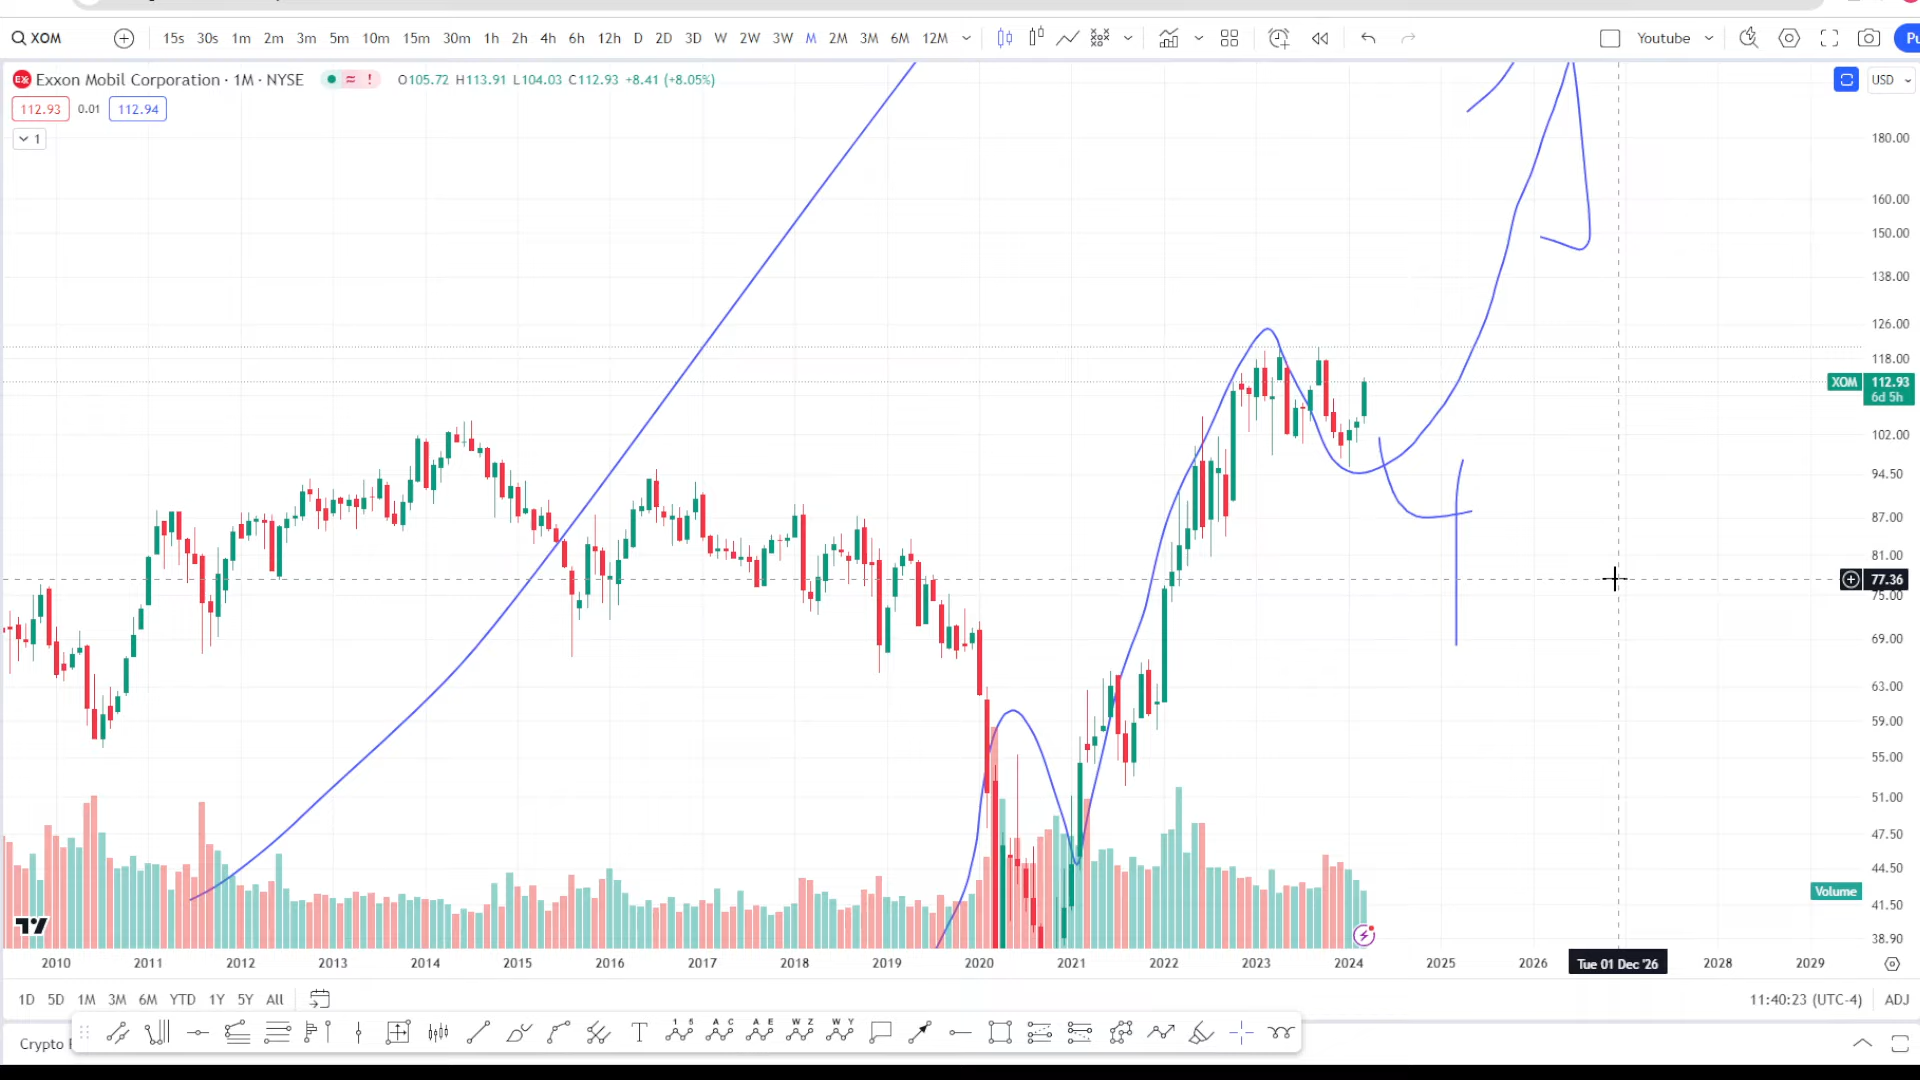 XOM 15s 30s 1m 2m 3m 5m 10m 15m 30m 1h 2h 4h 6h 12h D 2D 3D W 2W 3W M 2M 3M 6M 12M Youtube Pu
EX Exxon Mobil Corporation · 1M · NYSE O105.72 H113.91 L104.03 C112.93 +8.41 (+8.05%) USD
112.93 0.01 112.94
1
180.00
160.00
150.00
138.00
126.00
118.00
XOM 112.93
6d 5h
102.00
94.50
87.00
81.00
77.36
75.00
69.00
63.00
59.00
55.00
51.00
47.50
44.50
Volume
41.50
38.90
2010 2011 2012 2013 2014 2015 2016 2017 2018 2019 2020 2021 2022 2023 2024 2025 2026 Tue 01 Dec '26 2028 2029
1D 5D 1M 3M 6M YTD 1Y 5Y All 11:40:23 (UTC-4) ADJ
Crypto